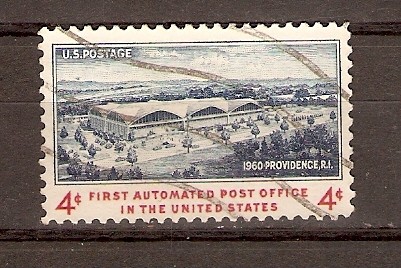 U.S.POSTAGE
1960·PROVIDENCE,R.I.
4¢ FIRST AUTOMATED POST OFFICE 4¢
IN THE UNITED STATES